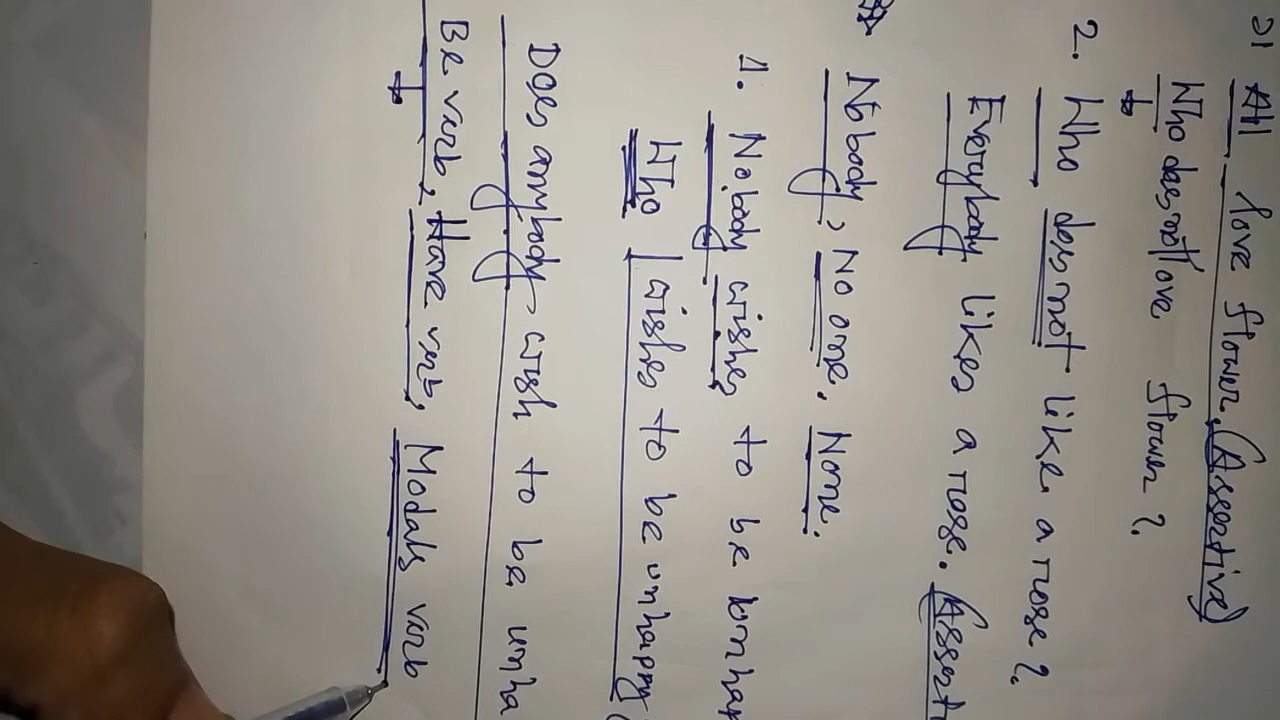 All love flower. (Assertive)
Who does not love flower ?
2. Who does not like a rose ?
Everybody likes a rose. (Assert
Nobody, No one, None.
1. Nobody wishes to be
Who wishes to be unhappy
Does anybody wish to be unha
Be verb, Have verb, Modals verb